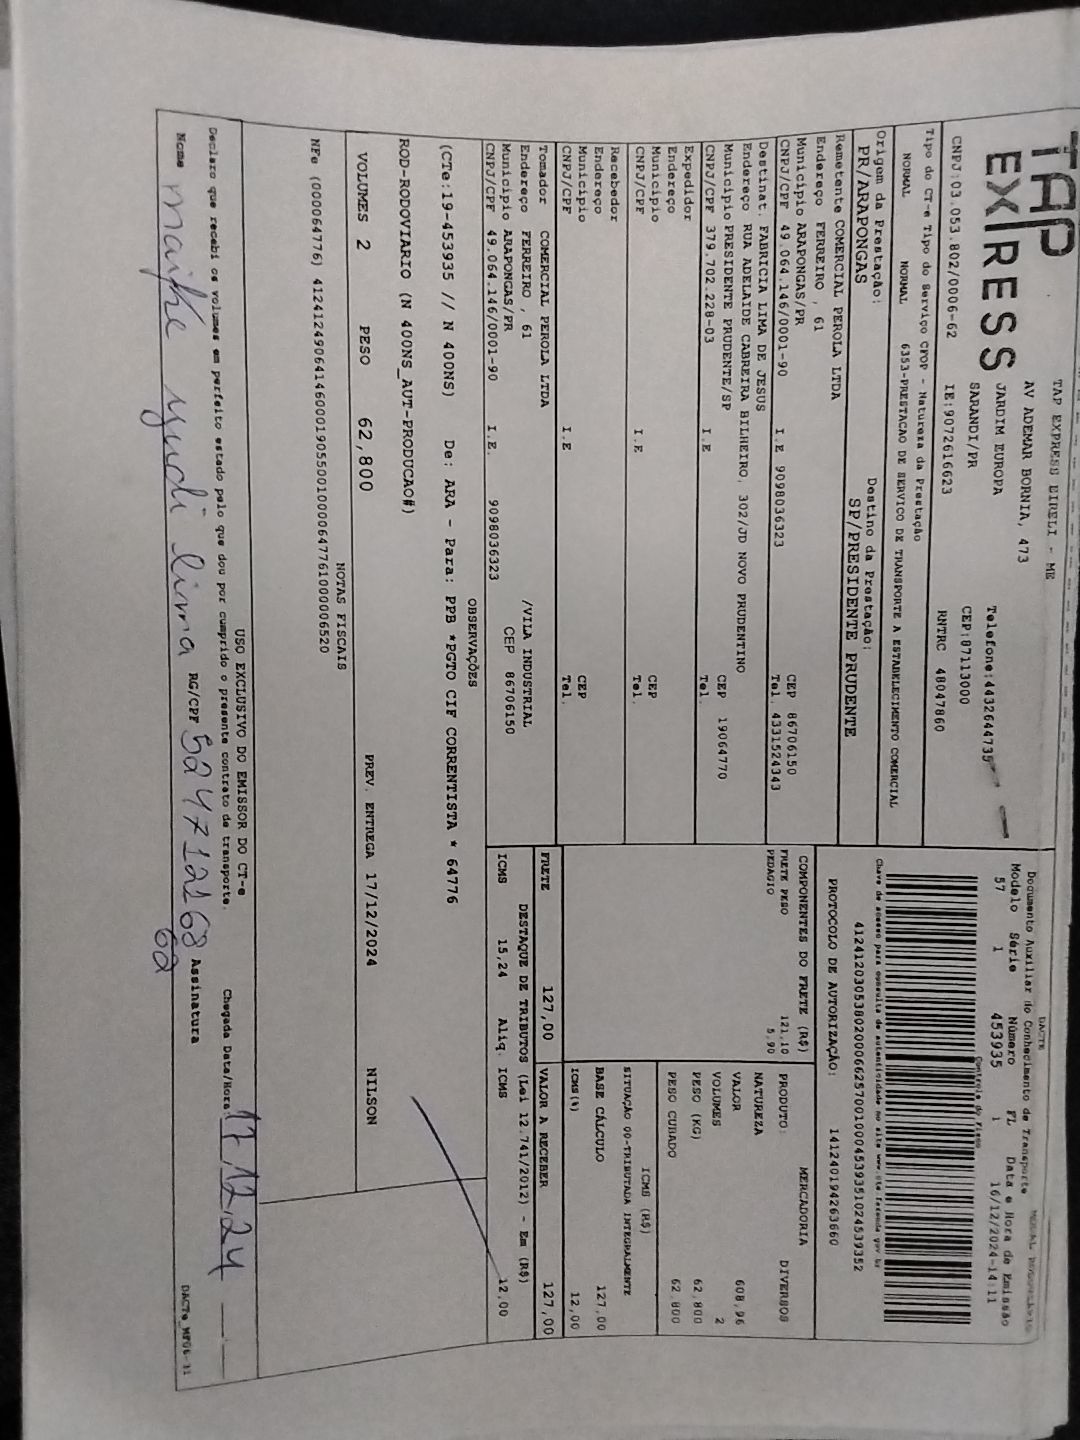 TAP
EXPRESS
TAP EXPRESS EIRELI - ME
AV ADEMAR BORNIA, 473
JARDIM EUROPA
SARANDI/PR
Telefone:4432644735
CEP:87113000
CNPJ:03.053.802/0006-62 IE:9072616623 RNTRC 48047860
DACTE
Documento Auxiliar do Conhecimento de Transporte
Modelo Série Número FL Data e Hora de Emissão
57 1 453935 1 16/12/2024-14:11
Controle do Fisco
Chave de acesso para consulta de autenticidade no site www.cte.fazenda.gov.br
41241203053802000662570010004539351024539352
PROTOCOLO DE AUTORIZAÇÃO: 141240194263660
Tipo do CT-e Tipo do Serviço CFOP - Natureza da Prestação
NORMAL NORMAL 6353-PRESTACAO DE SERVICO DE TRANSPORTE A ESTABELECIMENTO COMERCIAL
Origem da Prestação: Destino da Prestação:
PR/ARAPONGAS SP/PRESIDENTE PRUDENTE
Remetente COMERCIAL PEROLA LTDA
Endereço FERREIRO , 61
Município ARAPONGAS/PR CEP 86706150
CNPJ/CPF 49.064.146/0001-90 I.E 9098036323 Tel. 4331524343
Destinat. FABRICIA LIMA DE JESUS
Endereço RUA ADELAIDE CABREIRA BILHEIRO, 302/JD NOVO PRUDENTINO
Município PRESIDENTE PRUDENTE/SP CEP 19064770
CNPJ/CPF 379.702.228-03 I.E Tel.
Expedidor
Endereço
Município CEP
CNPJ/CPF I.E Tel.
Recebedor
Endereço
Município CEP
CNPJ/CPF I.E Tel.
Tomador COMERCIAL PEROLA LTDA
Endereço FERREIRO , 61 /VILA INDUSTRIAL
Município ARAPONGAS/PR CEP 86706150
CNPJ/CPF 49.064.146/0001-90 I.E. 9098036323
COMPONENTES DO FRETE (R$)
FRETE PESO 121,10
PEDAGIO 5,90
PRODUTO: MERCADORIA DIVERSOS
NATUREZA
VALOR 608,96
VOLUMES 2
PESO (KG) 62,800
PESO CUBADO 62,800
ICMS (R$)
SITUAÇÃO 00-TRIBUTADA INTEGRALMENTE
BASE CÁLCULO 127,00
ICMS(%) 12,00
FRETE 127,00 VALOR A RECEBER 127,00
DESTAQUE DE TRIBUTOS (Lei 12.741/2012) - Em (R$)
ICMS 15,24 Aliq. ICMS 12,00
OBSERVAÇÕES
(CTe:19-453935 // N 400NS) De: ARA - Para: PPB *PGTO CIF CORRENTISTA * 64776
ROD-RODOVIARIO (N 400NS_AUT-PRODUCAO#)
VOLUMES 2 PESO 62,800 PREV. ENTREGA 17/12/2024 NILSON
NOTAS FISCAIS
NFe (000064776) 41241249064146000190550010000647761000006520
USO EXCLUSIVO DO EMISSOR DO CT-e
Declaro que recebi os volumes em perfeito estado pelo que dou por cumprido o presente contrato de transporte. Chegada Data/Hora 17/12/24
Nome maike yudi lima RG/CPF Assinatura
DACTe_MF06-11